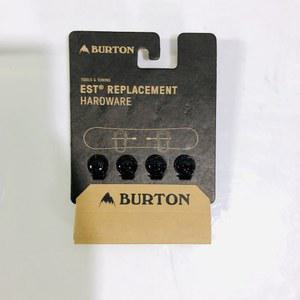 BURTON
TOOLS & TUNING
EST® REPLACEMENT
HARDWARE
BURTON